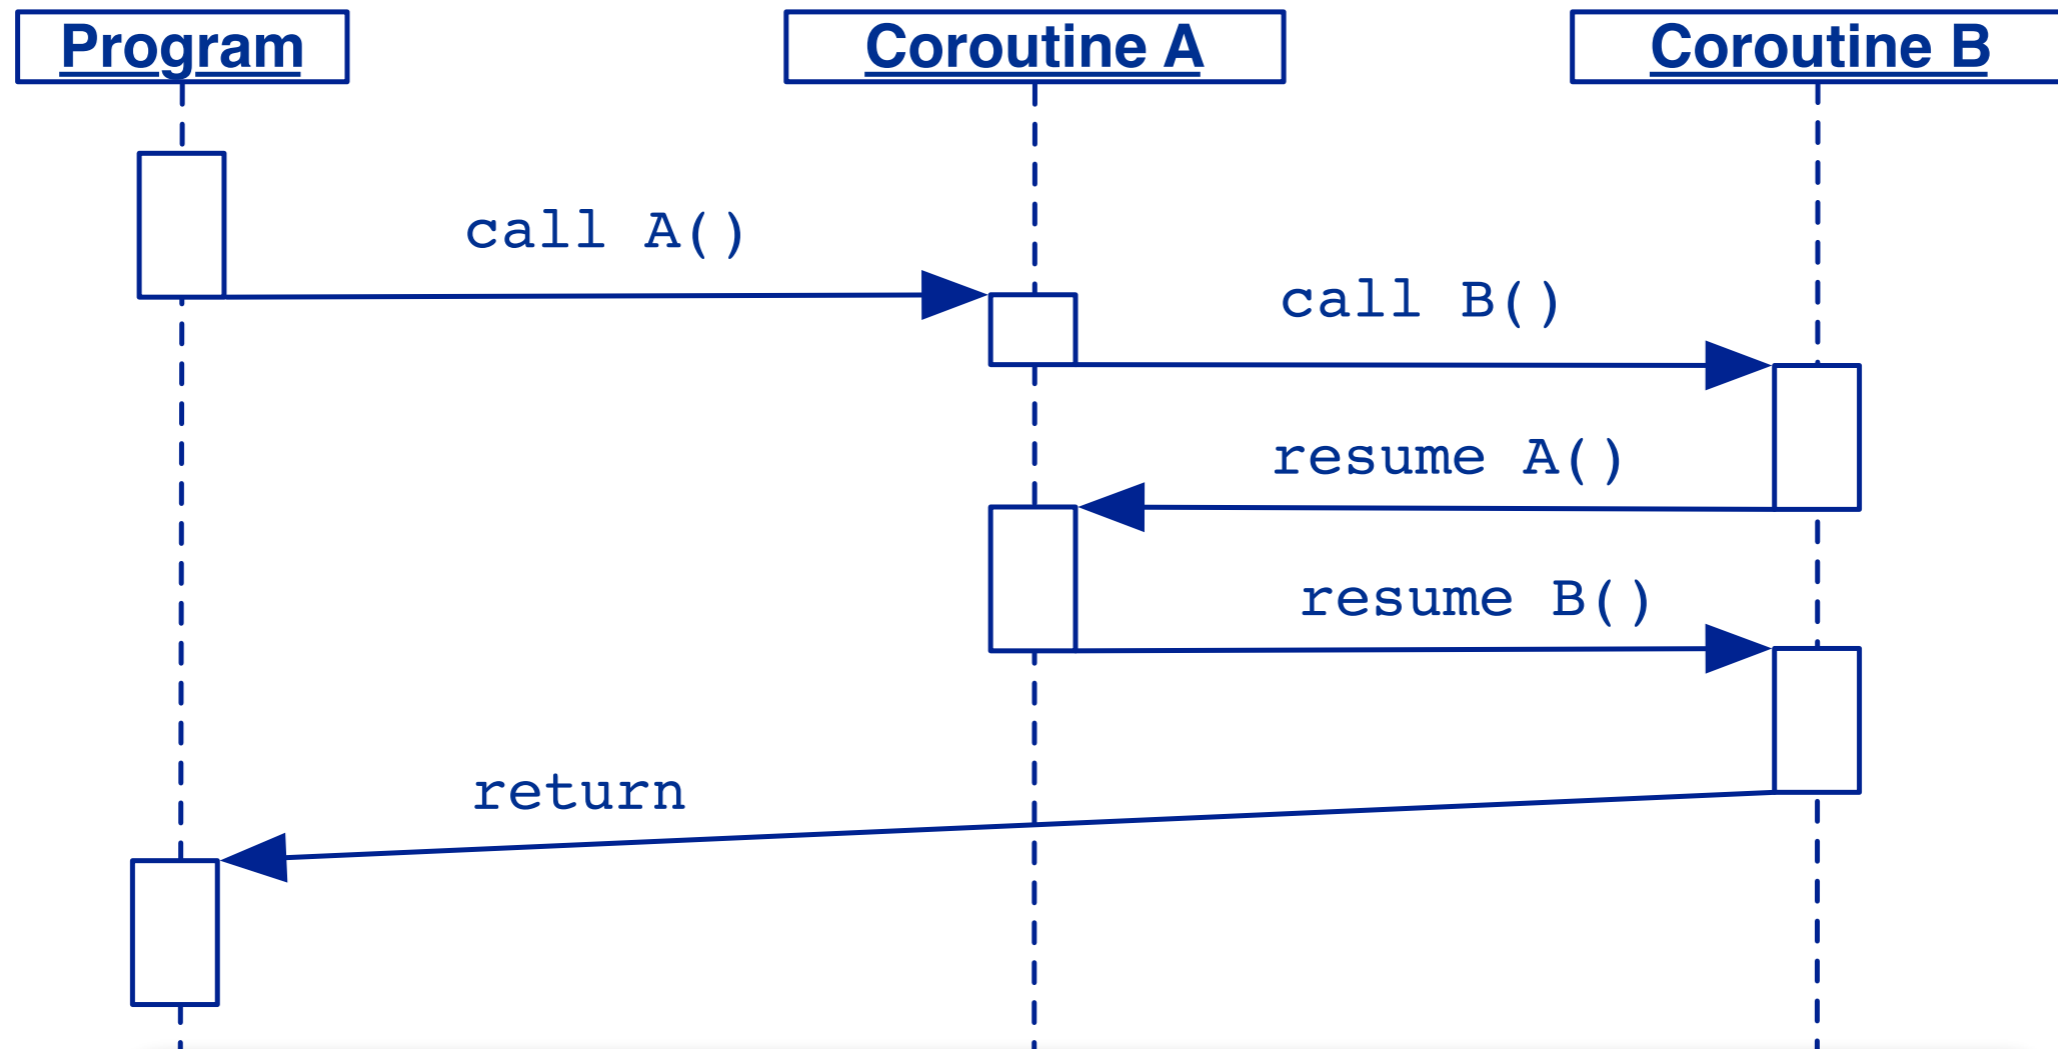 Program
Coroutine A
Coroutine B
call A()
call B()
resume A()
resume B()
return